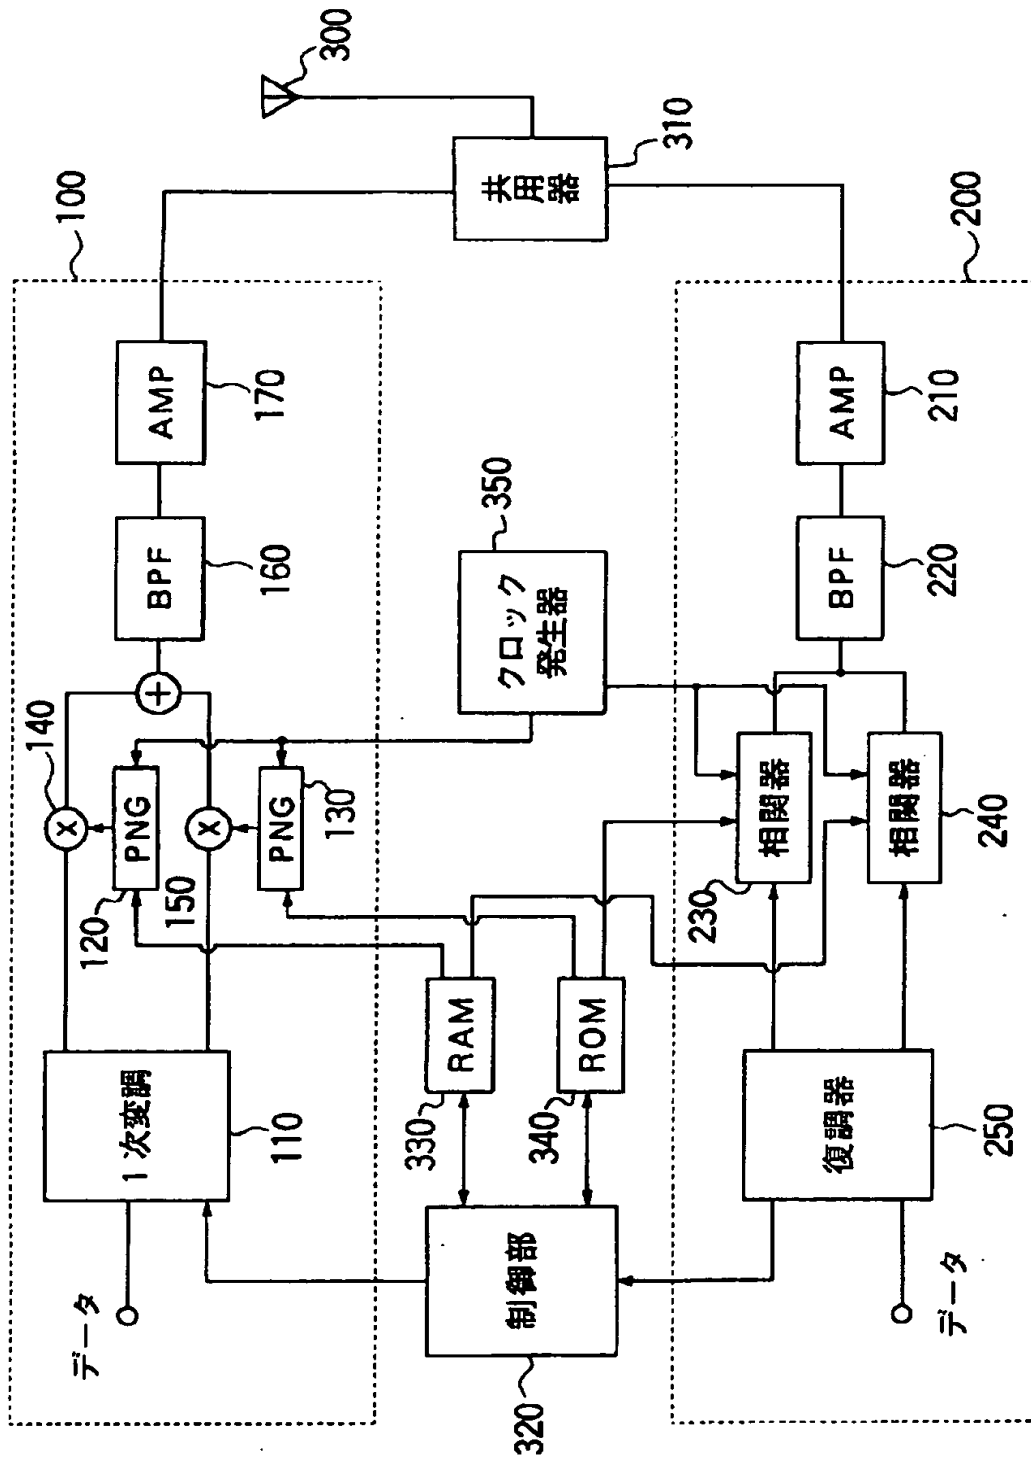 100
データ
1次変調
110
140
120
PNG
150
PNG
130
BPF
160
AMP
170
300
共用器
310
クロック
発生器
350
RAM
330
ROM
340
制御部
320
200
AMP
210
BPF
220
相関器
230
相関器
240
復調器
250
データ